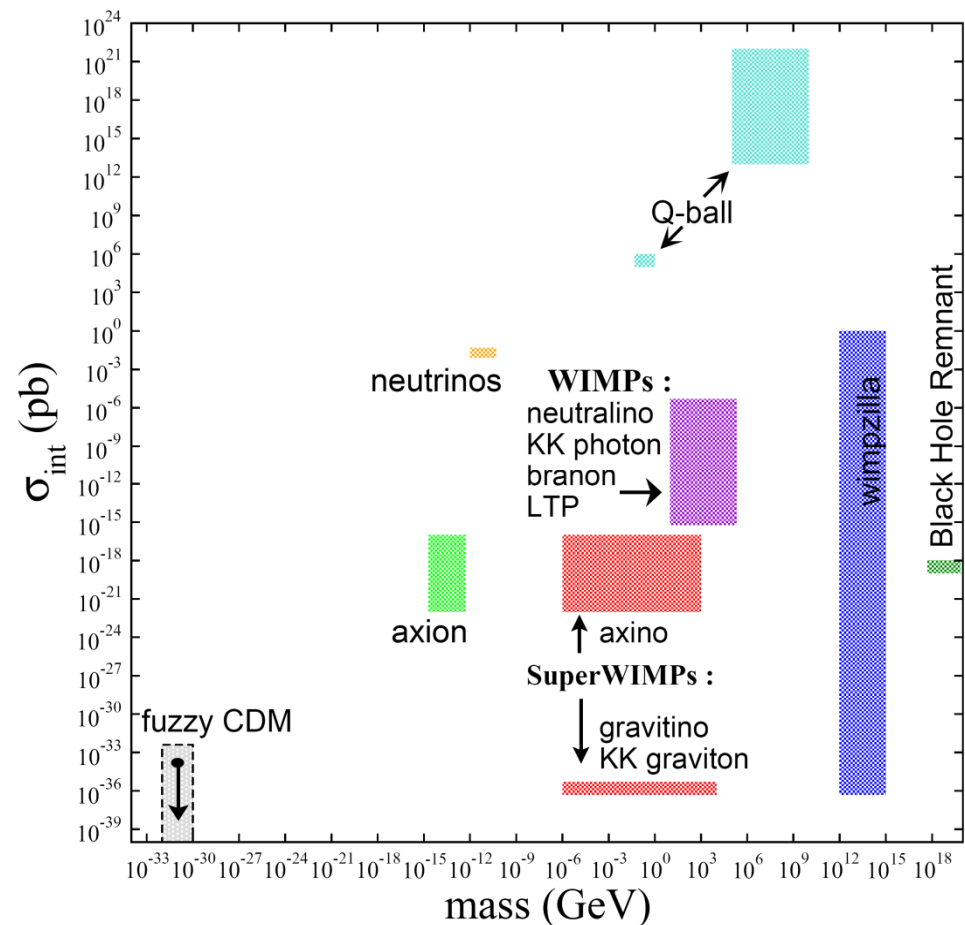 10^24
10^21
10^18
10^15
10^12
10^9
10^6
10^3
10^0
10^-3
10^-6
10^-9
10^-12
10^-15
10^-18
10^-21
10^-24
10^-27
10^-30
10^-33
10^-36
10^-39
σ_int (pb)
Q-ball
neutrinos
WIMPs :
neutralino
KK photon
branon
LTP
wimpzilla
Black Hole Remnant
axion
axino
SuperWIMPs :
gravitino
KK graviton
fuzzy CDM
10^-33 10^-30 10^-27 10^-24 10^-21 10^-18 10^-15 10^-12 10^-9 10^-6 10^-3 10^0 10^3 10^6 10^9 10^12 10^15 10^18
mass (GeV)